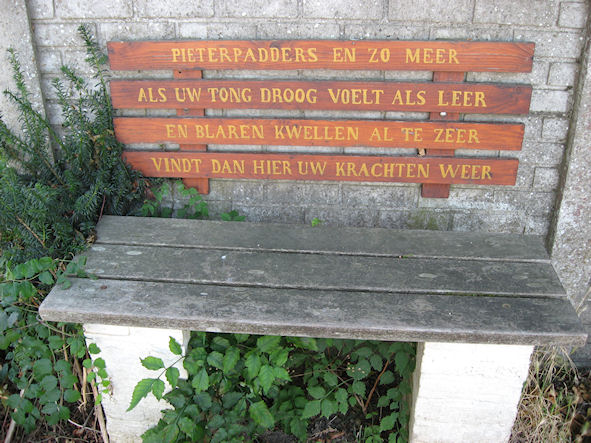 PIETERPADDERS EN ZO MEER
ALS UW TONG DROOG VOELT ALS LEER
EN BLAREN KWELLEN AL TE ZEER
VINDT DAN HIER UW KRACHTEN WEER